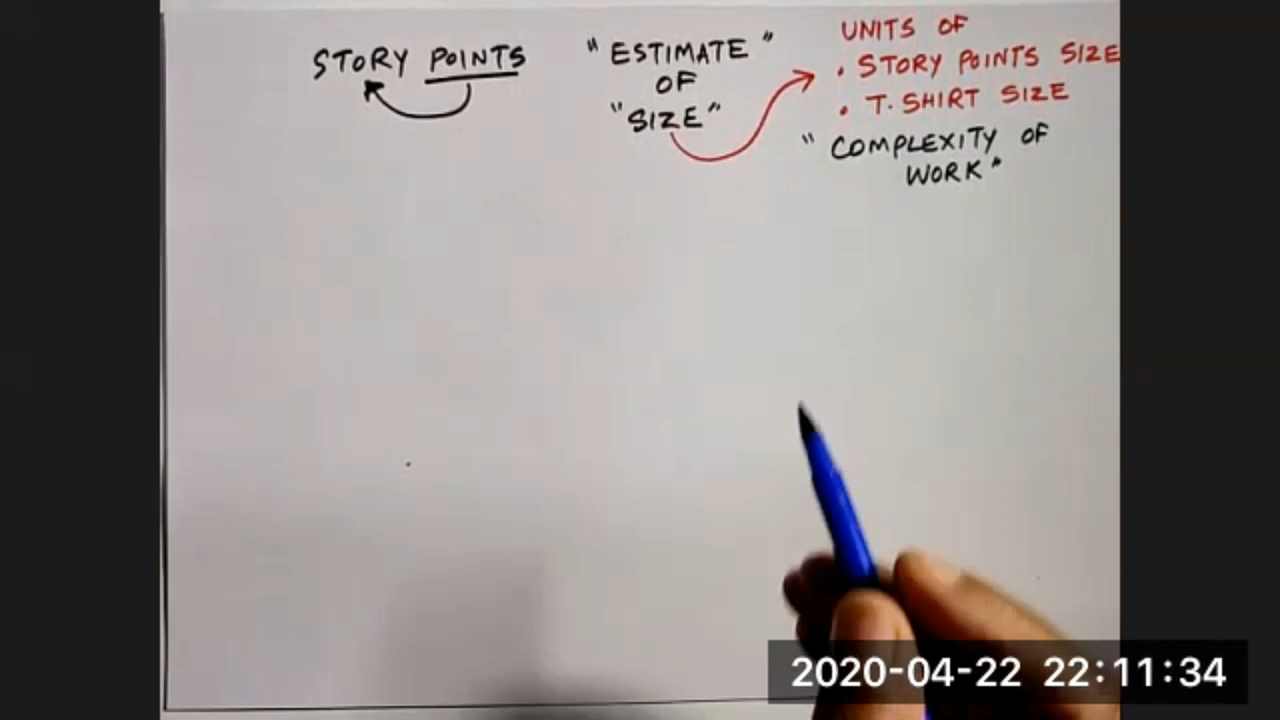 STORY POINTS
"ESTIMATE"
OF
"SIZE"
UNITS OF
• STORY POINTS SIZE
• T. SHIRT SIZE
"COMPLEXITY OF
WORK"
2020-04-22 22:11:34